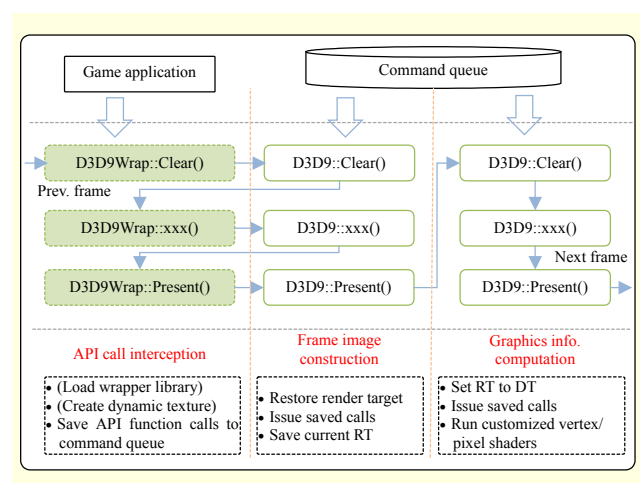 Game application
Command queue
D3D9Wrap::Clear()
D3D9::Clear()
D3D9::Clear()
Prev. frame
D3D9Wrap::xxx()
D3D9::xxx()
D3D9::xxx()
Next frame
D3D9Wrap::Present()
D3D9::Present()
D3D9::Present()
API call interception
Frame image
construction
Graphics info.
computation
• (Load wrapper library)
• (Create dynamic texture)
• Save API function calls to
command queue
• Restore render target
• Issue saved calls
• Save current RT
• Set RT to DT
• Issue saved calls
• Run customized vertex/
pixel shaders